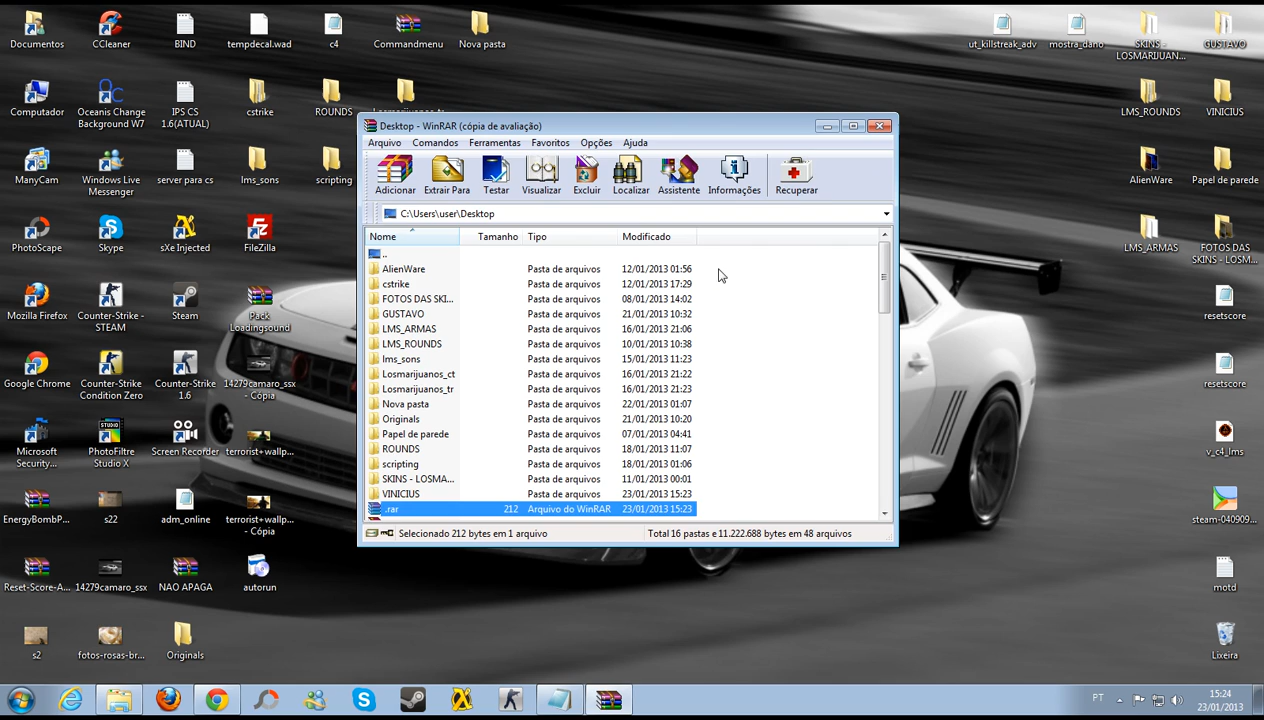 Documentos
CCleaner
BIND
tempdecal.wad
c4
Commandmenu
Nova pasta
ut_killstreak_adv
mostra_dano
SKINS -
LOSMARIJUAN...
GUSTAVO
Computador
Oceanis Change
Background W7
IPS CS
1.6(ATUAL)
cstrike
ROUNDS
LMS_ROUNDS
VINICIUS
ManyCam
Windows Live
Messenger
server para cs
lms_sons
scripting
AlienWare
Papel de parede
PhotoScape
Skype
sXe Injected
FileZilla
LMS_ARMAS
FOTOS DAS
SKINS - LOSM...
Mozilla Firefox
Counter-Strike -
STEAM
Steam
Pack
Loadingsound
resetscore
Google Chrome
Counter-Strike
Condition Zero
Counter-Strike
1.6
14279camaro_ssx
- Cópia
resetscore
Microsoft
Security...
PhotoFiltre
Studio X
Screen Recorder
terrorist+wallp...
v_c4_lms
EnergyBombP...
s22
adm_online
terrorist+wallp...
- Cópia
steam-040909...
Reset-Score-A...
14279camaro_ssx
NAO APAGA
autorun
motd
s2
fotos-rosas-br...
Originals
Lixeira
Desktop - WinRAR (cópia de avaliação)
Arquivo Comandos Ferramentas Favoritos Opções Ajuda
Adicionar Extrair Para Testar Visualizar Excluir Localizar Assistente Informações Recuperar
C:\Users\user\Desktop
Nome Tamanho Tipo Modificado
..
AlienWare Pasta de arquivos 12/01/2013 01:56
cstrike Pasta de arquivos 12/01/2013 17:29
FOTOS DAS SKI... Pasta de arquivos 08/01/2013 14:02
GUSTAVO Pasta de arquivos 21/01/2013 10:32
LMS_ARMAS Pasta de arquivos 16/01/2013 21:06
LMS_ROUNDS Pasta de arquivos 10/01/2013 10:38
lms_sons Pasta de arquivos 15/01/2013 11:23
Losmarijuanos_ct Pasta de arquivos 16/01/2013 21:22
Losmarijuanos_tr Pasta de arquivos 16/01/2013 21:23
Nova pasta Pasta de arquivos 22/01/2013 01:07
Originals Pasta de arquivos 21/01/2013 10:20
Papel de parede Pasta de arquivos 07/01/2013 04:41
ROUNDS Pasta de arquivos 18/01/2013 11:07
scripting Pasta de arquivos 18/01/2013 01:06
SKINS - LOSMA... Pasta de arquivos 11/01/2013 00:01
VINICIUS Pasta de arquivos 23/01/2013 15:23
.rar 212 Arquivo do WinRAR 23/01/2013 15:23
Selecionado 212 bytes em 1 arquivo Total 16 pastas e 11.222.688 bytes em 48 arquivos
PT 15:24
23/01/2013